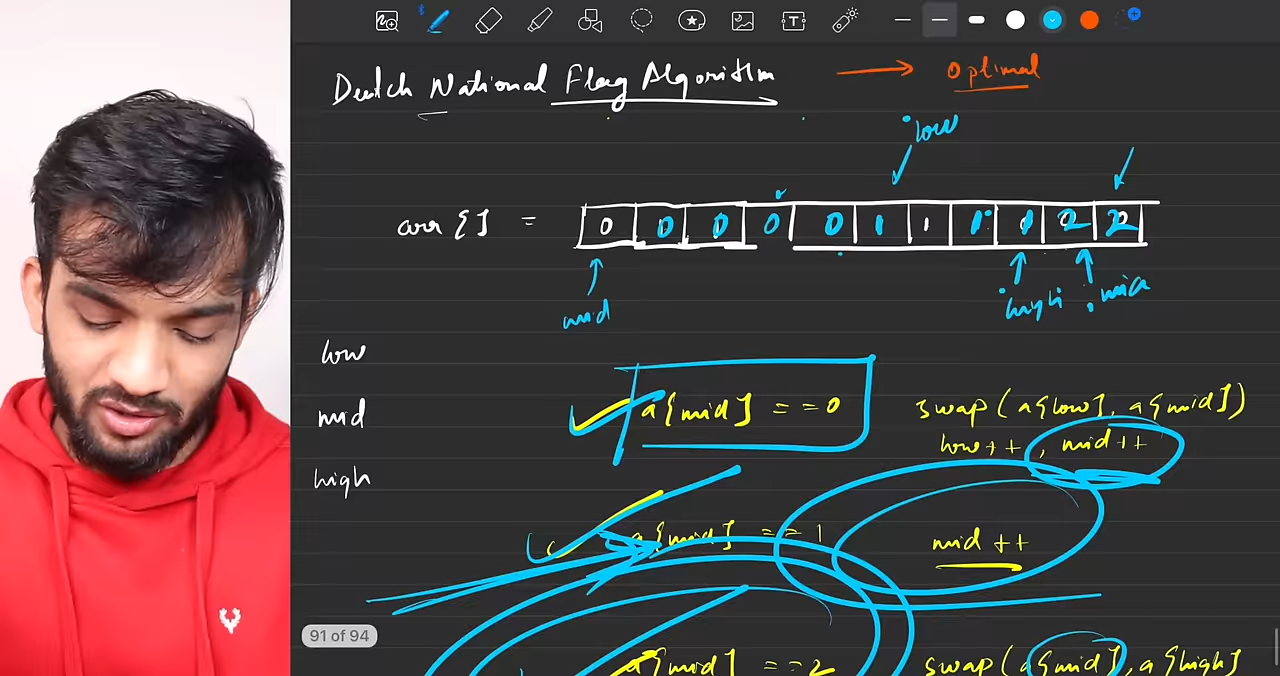 Dutch National Flag Algorithm → Optimal
low
arr[] = 0 0 0 0 0 1 1 1 1 2 2
mid high mid
low
a[mid] == 0 swap(a[low], a[mid])
mid low++, mid++
high
a[mid] == 1 mid++
91 of 94
a[mid] == 2 swap(a[mid], a[high]